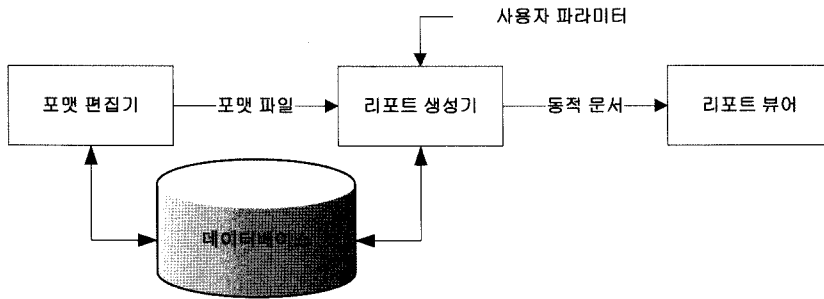 사용자 파라미터
포맷 편집기
포맷 파일
리포트 생성기
동적 문서
리포트 뷰어
데이터베이스